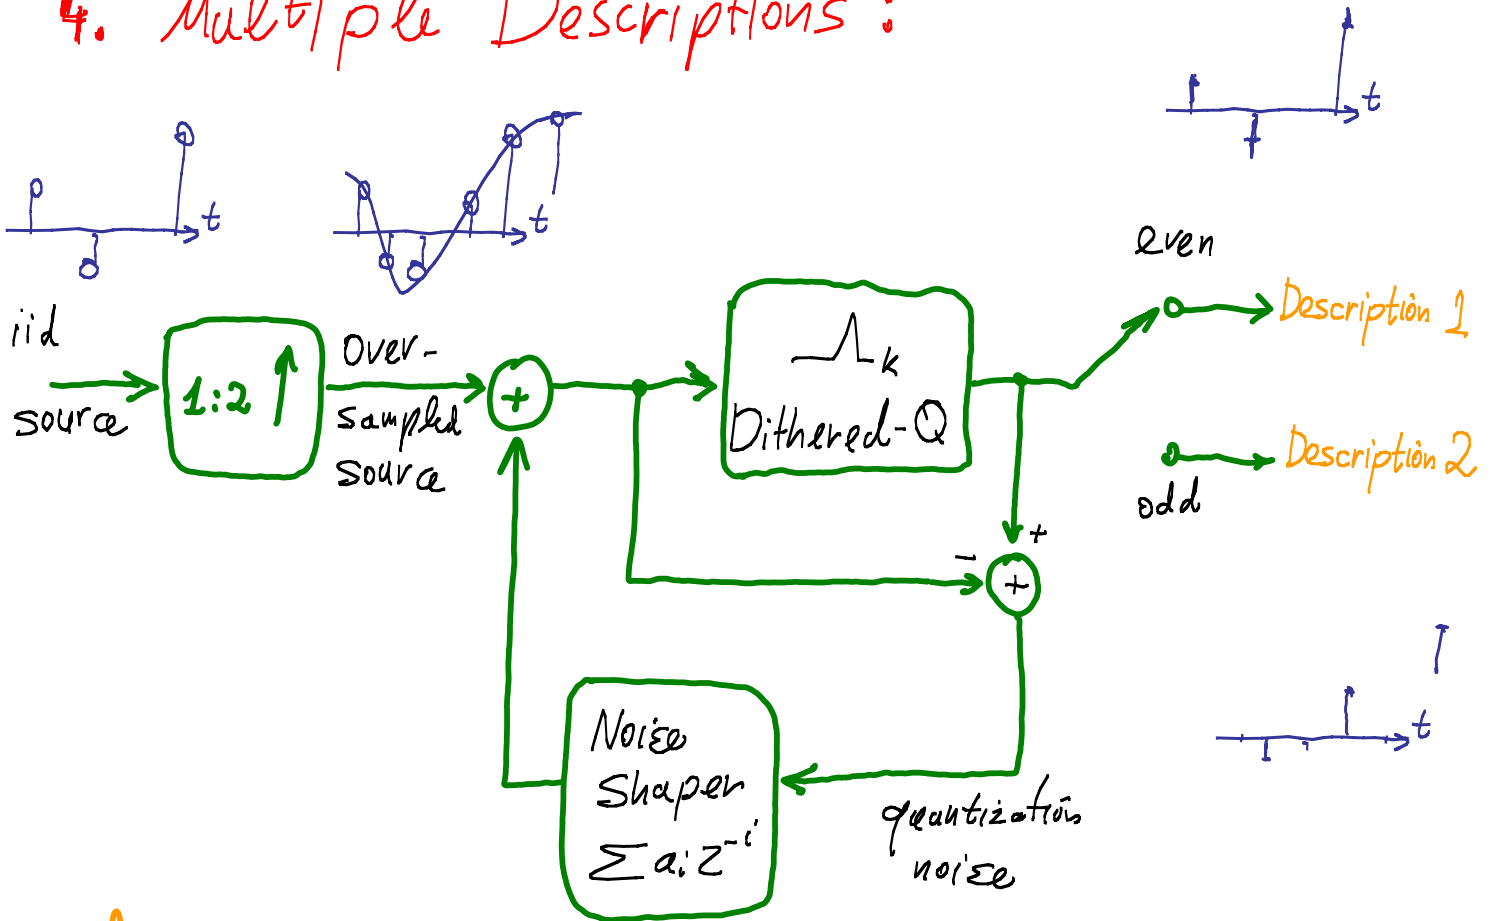 4. Multiple Descriptions:
t
t
t
even
Description 1
iid
source
1:2
Over-
sampled
source
+
k
Dithered-Q
Description 2
odd
-
+
+
t
Noise
Shaper
∑ aᵢ z⁻ⁱ
quantization
noise